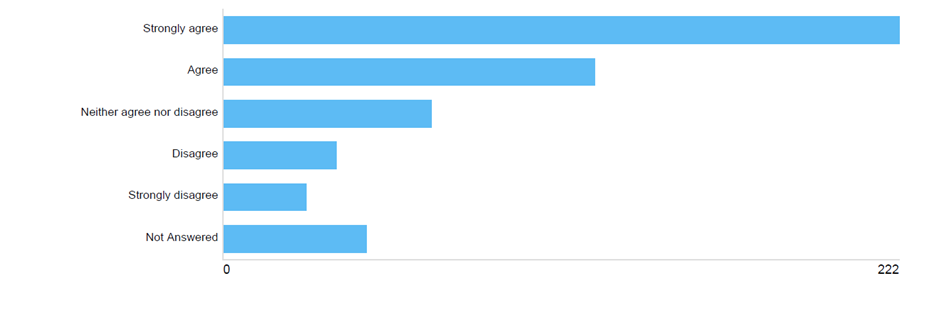 Strongly agree
Agree
Neither agree nor disagree
Disagree
Strongly disagree
Not Answered
0 222